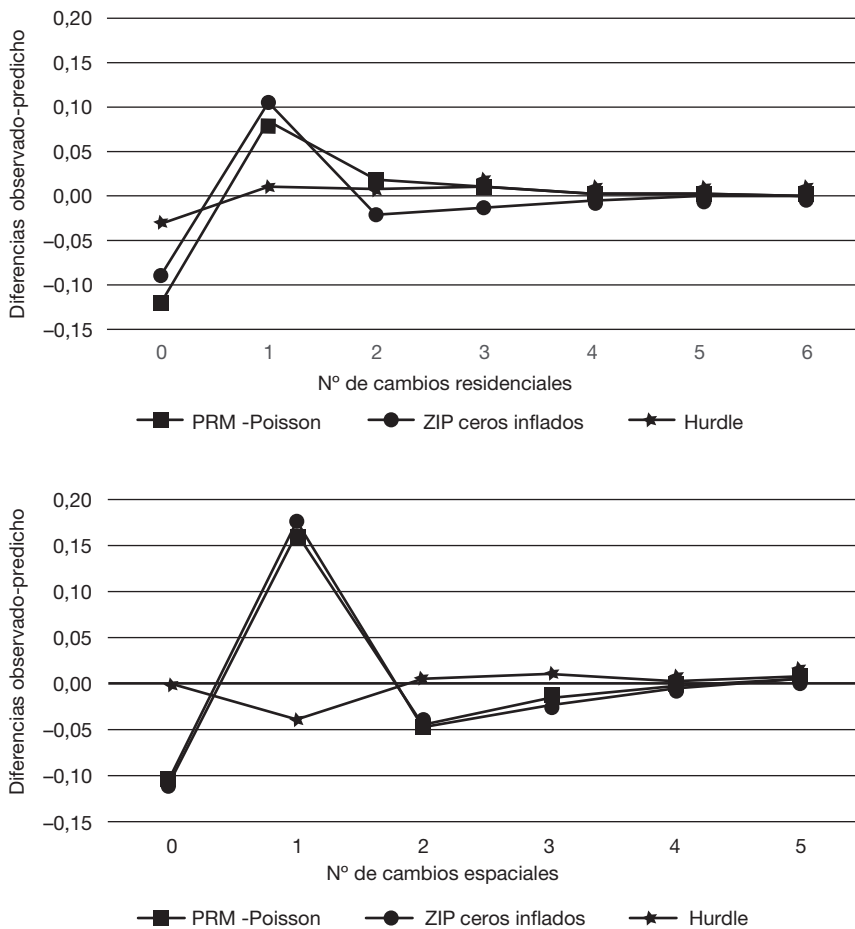 Diferencias observado-predicho
0,20
0,15
0,10
0,05
0,00
–0,05
–0,10
–0,15
0 1 2 3 4 5 6
Nº de cambios residenciales
PRM -Poisson ZIP ceros inflados Hurdle
Diferencias observado-predicho
0,20
0,15
0,10
0,05
0,00
–0,05
–0,10
–0,15
0 1 2 3 4 5
Nº de cambios espaciales
PRM -Poisson ZIP ceros inflados Hurdle